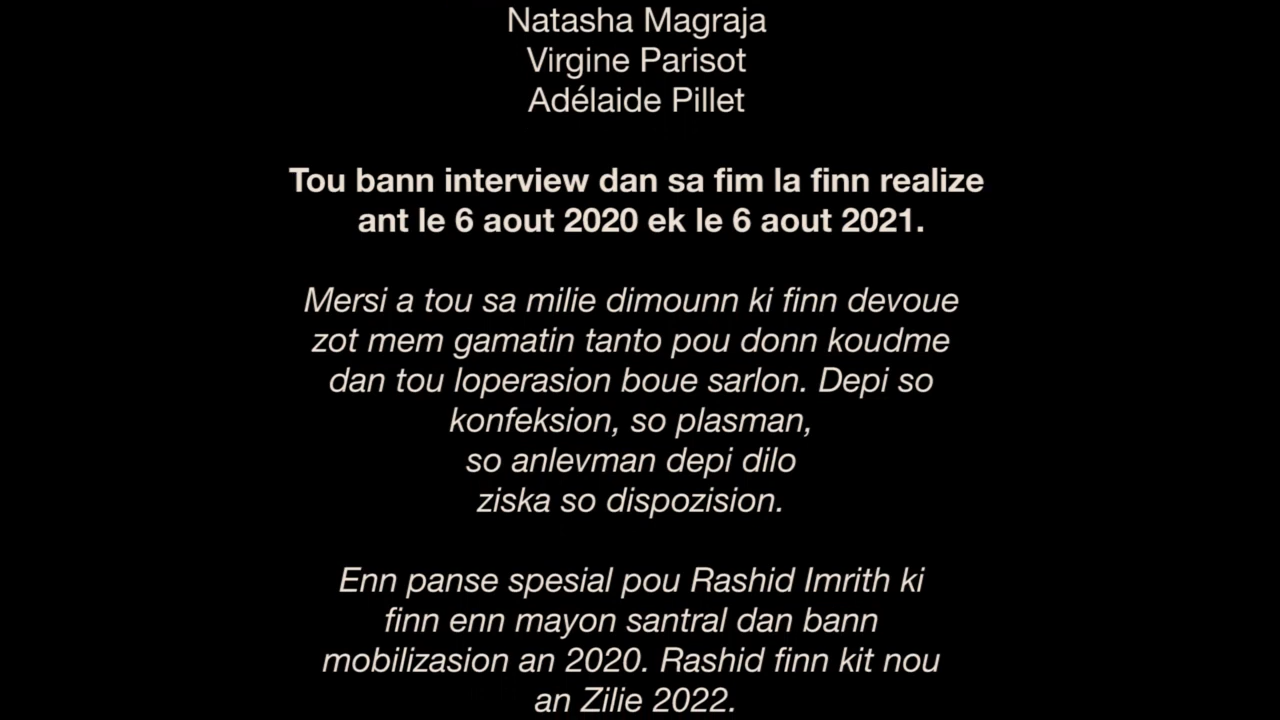 Natasha Magraja
Virgine Parisot
Adélaide Pillet
Tou bann interview dan sa fim la finn realize
ant le 6 aout 2020 ek le 6 aout 2021.
Mersi a tou sa milie dimounn ki finn devoue
zot mem gamatin tanto pou donn koudme
dan tou loperasion boue sarlon. Depi so
konfeksion, so plasman,
so anlevman depi dilo
ziska so dispozision.
Enn panse spesial pou Rashid Imrith ki
finn enn mayon santral dan bann
mobilizasion an 2020. Rashid finn kit nou
an Zilie 2022.